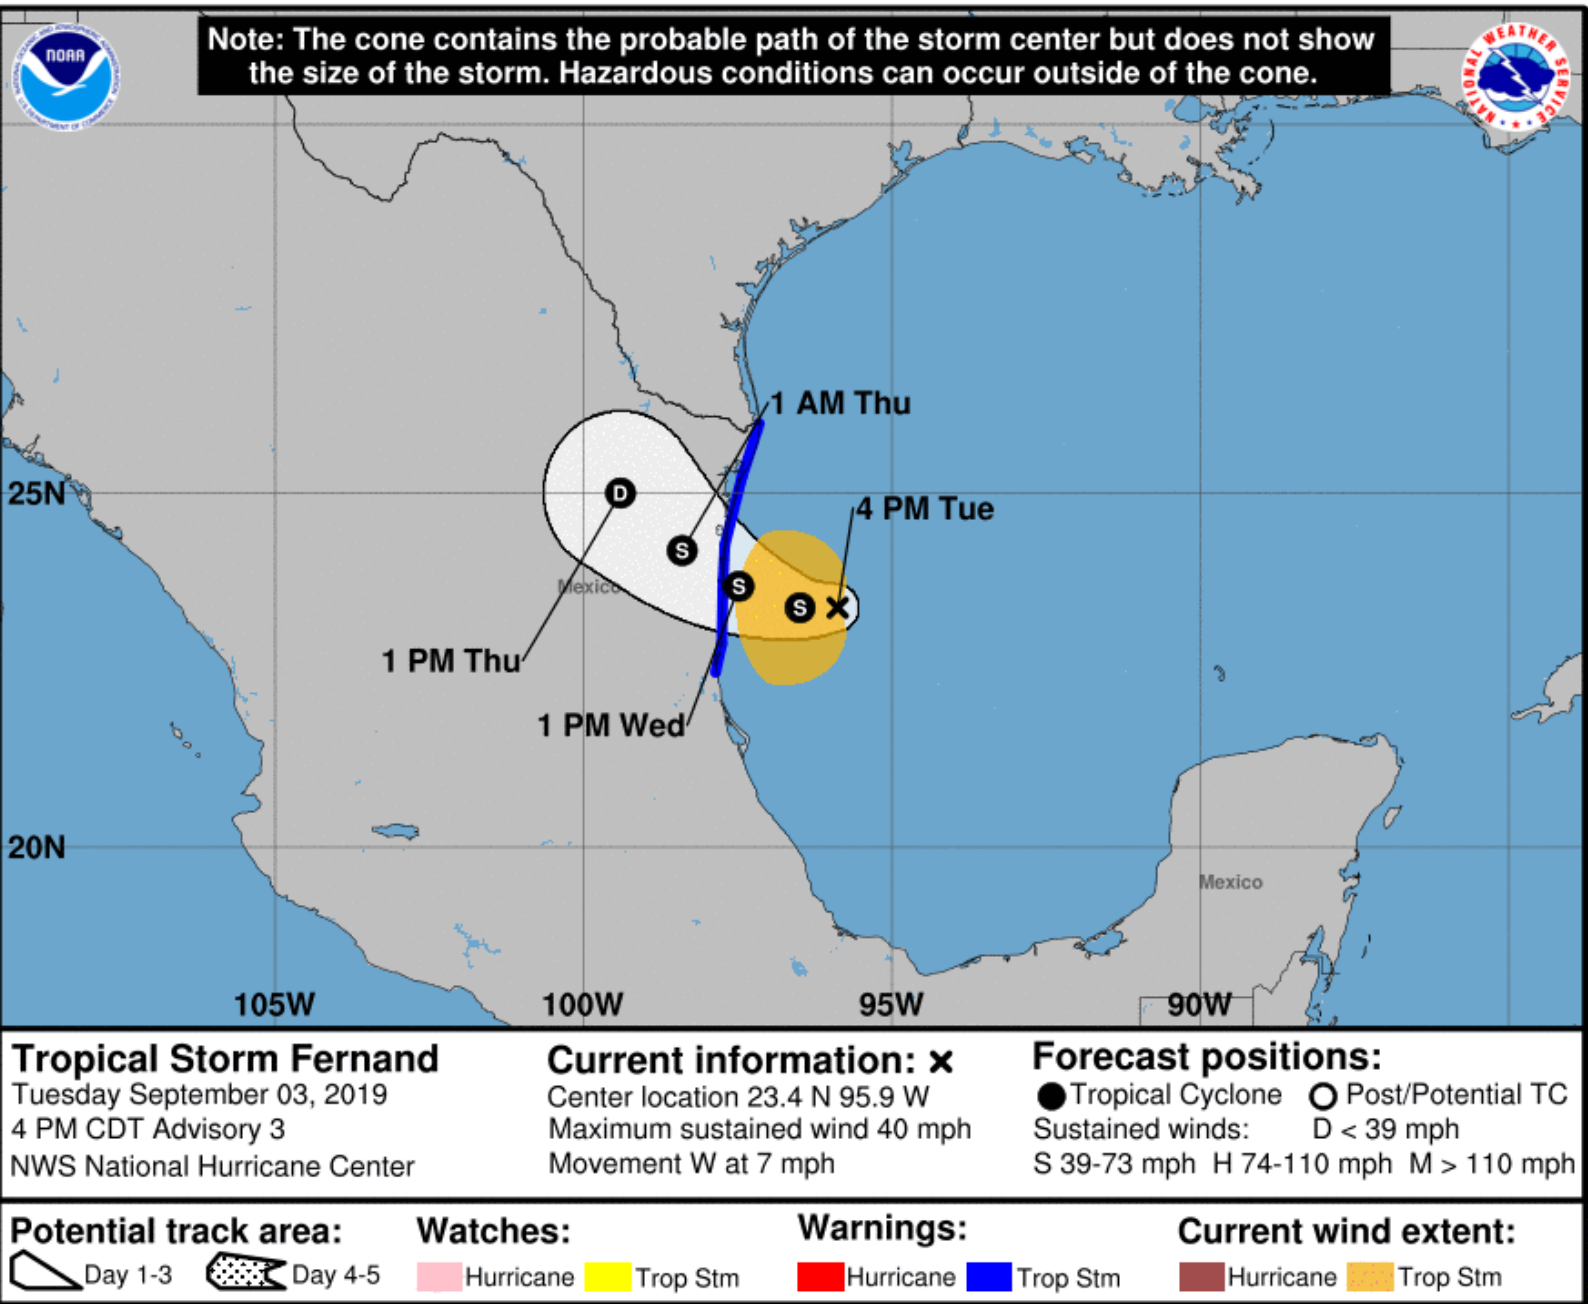 Note: The cone contains the probable path of the storm center but does not show
the size of the storm. Hazardous conditions can occur outside of the cone.
NOAA
NATIONAL WEATHER SERVICE
1 AM Thu
25N
D
4 PM Tue
S
Mexico
S
S
1 PM Thu
1 PM Wed
20N
Mexico
105W 100W 95W 90W
Tropical Storm Fernand
Tuesday September 03, 2019
4 PM CDT Advisory 3
NWS National Hurricane Center
Current information: ×
Center location 23.4 N 95.9 W
Maximum sustained wind 40 mph
Movement W at 7 mph
Forecast positions:
Tropical Cyclone Post/Potential TC
Sustained winds: D < 39 mph
S 39-73 mph H 74-110 mph M > 110 mph
Potential track area:
Day 1-3 Day 4-5
Watches:
Hurricane Trop Stm
Warnings:
Hurricane Trop Stm
Current wind extent:
Hurricane Trop Stm